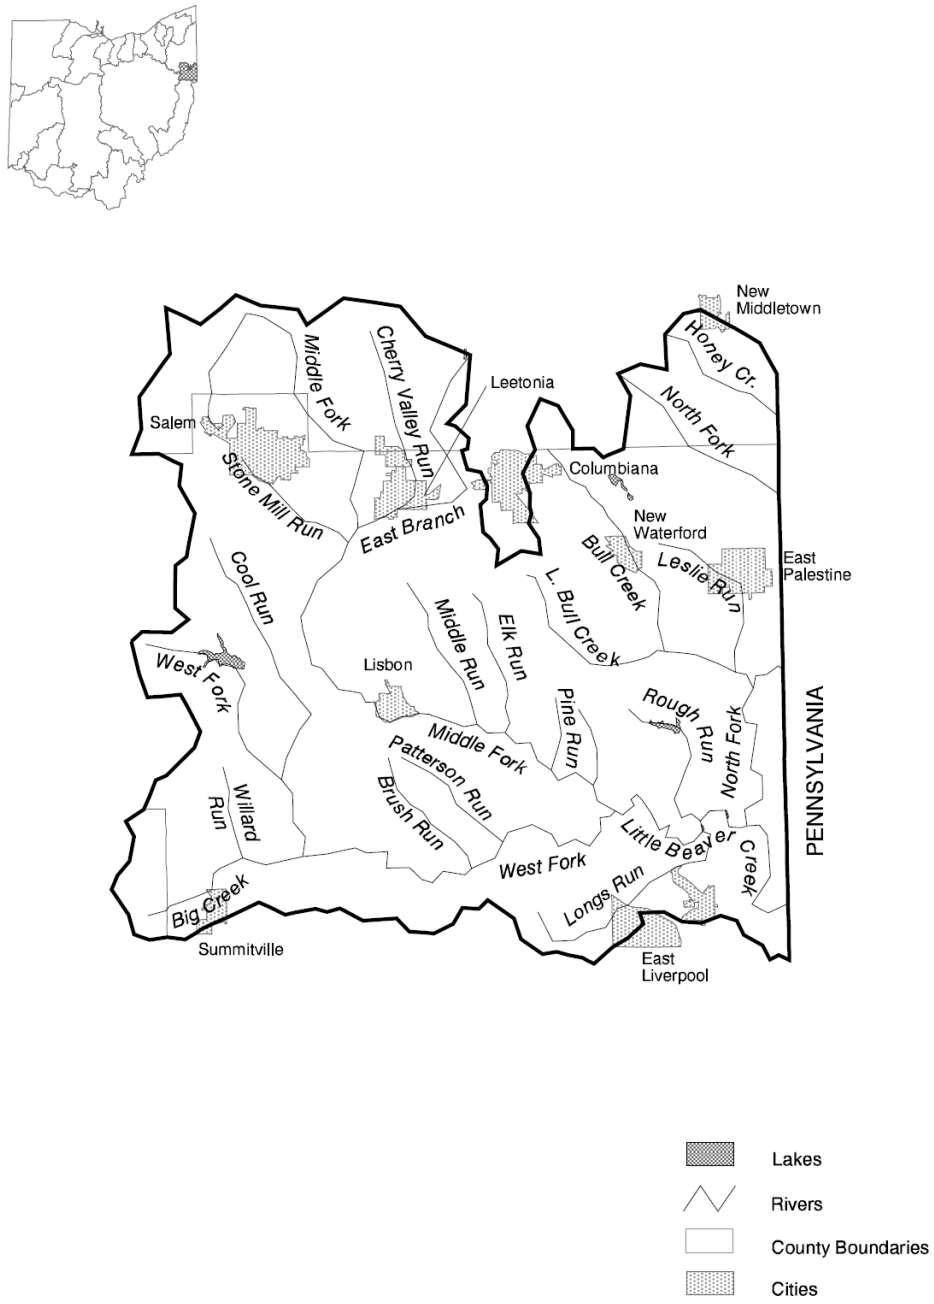 New
Middletown
Honey Cr.
Middle Fork
Cherry Valley Run
Leetonia
North Fork
Salem
Columbiana
Stone Mill Run
East Branch
New
Waterford
Bull Creek
Leslie Run
East
Palestine
Cool Run
L. Bull Creek
Middle Run
Elk Run
West Fork
Lisbon
Pine Run
Rough Run
North Fork
PENNSYLVANIA
Middle Fork
Patterson Run
Brush Run
Willard
Run
Little Beaver
Creek
West Fork
Longs Run
Big Creek
Summitville
East
Liverpool
Lakes
Rivers
County Boundaries
Cities